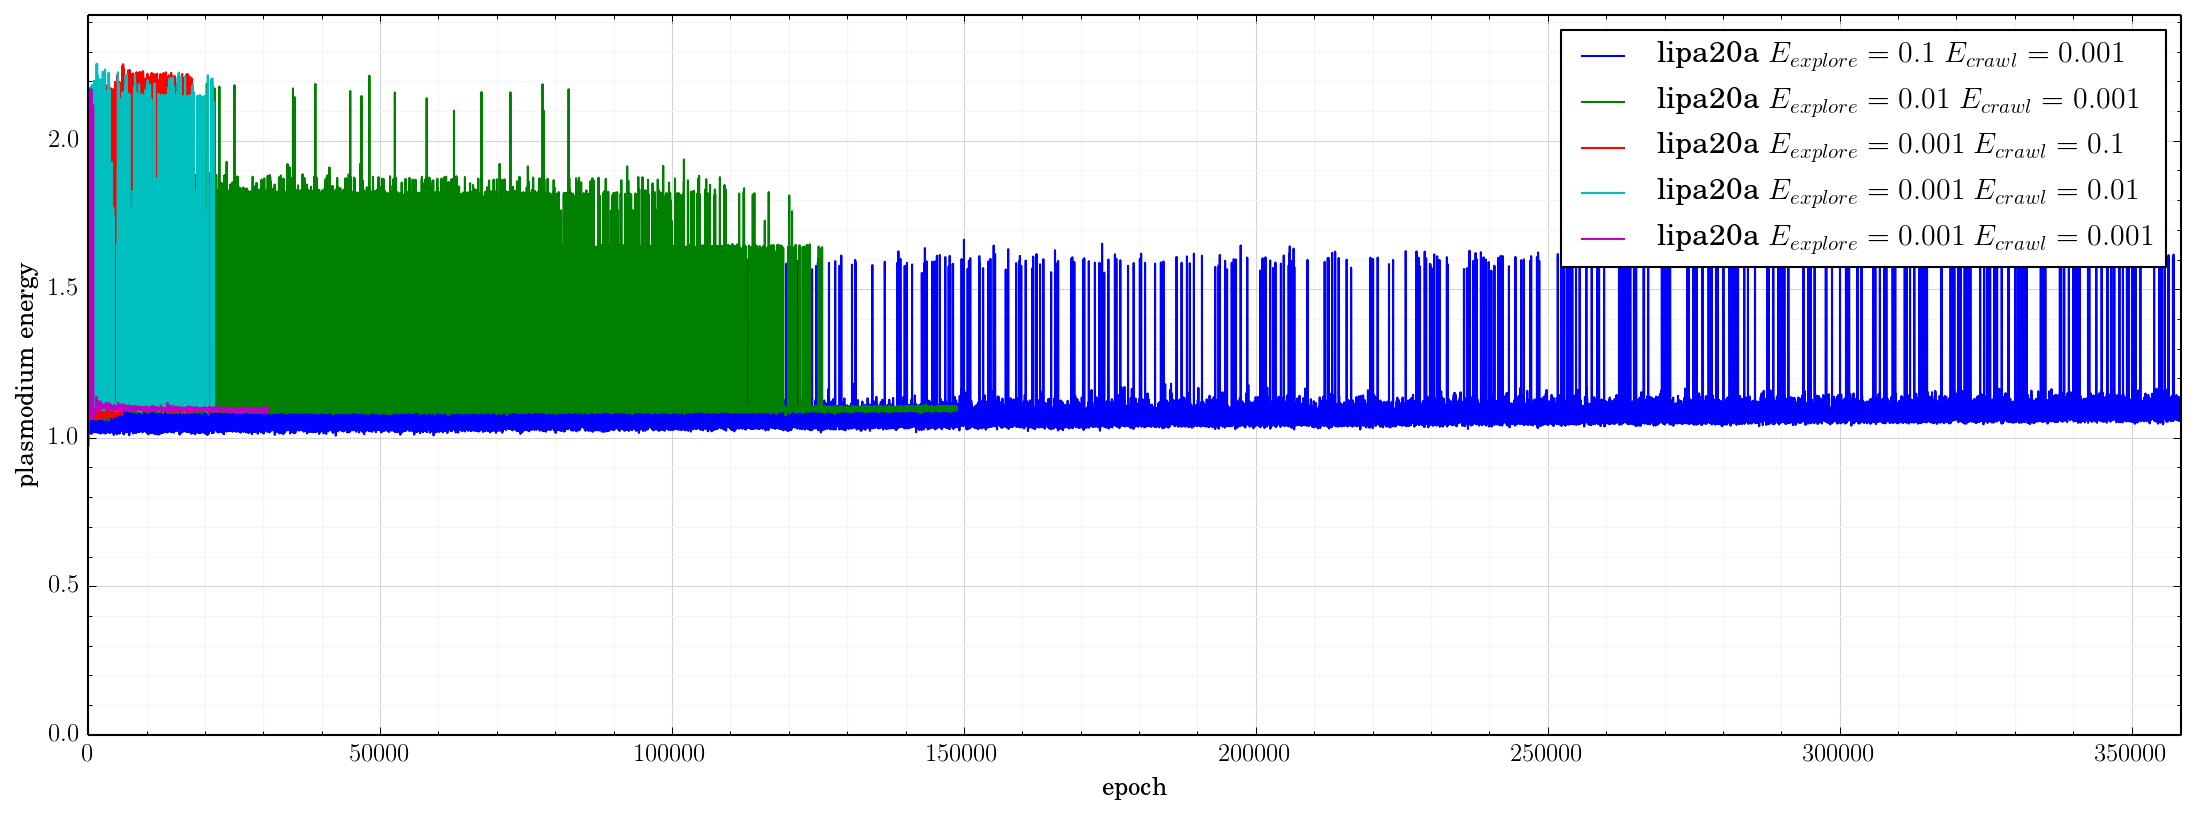 lipa20a E_explore = 0.1 E_crawl = 0.001
lipa20a E_explore = 0.01 E_crawl = 0.001
lipa20a E_explore = 0.001 E_crawl = 0.1
lipa20a E_explore = 0.001 E_crawl = 0.01
lipa20a E_explore = 0.001 E_crawl = 0.001
plasmodium energy
2.0
1.5
1.0
0.5
0.0
0 50000 100000 150000 200000 250000 300000 350000
epoch